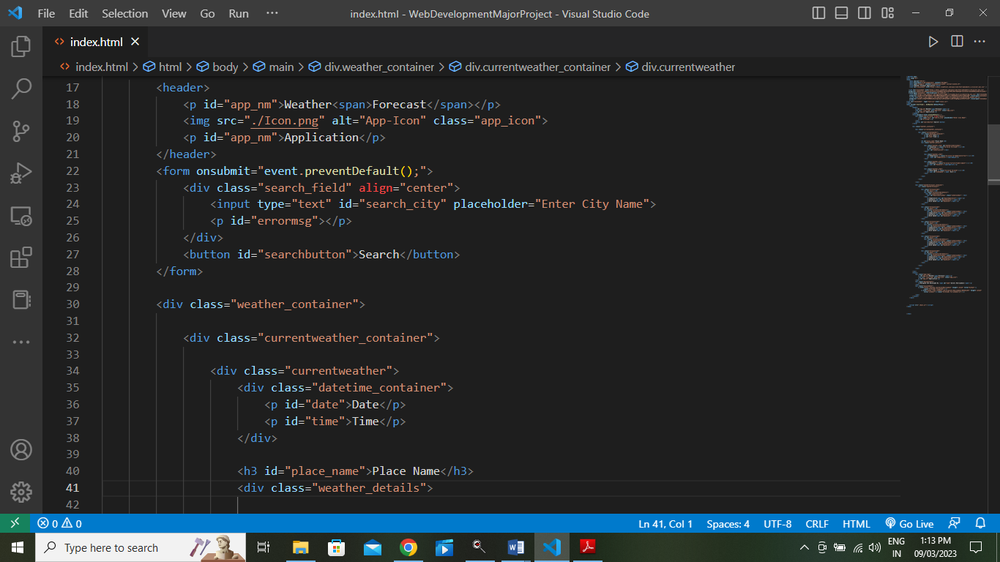 File Edit Selection View Go Run ··· index.html - WebDevelopmentMajorProject - Visual Studio Code
<> index.html ×
<> index.html > html > body > main > div.weather_container > div.currentweather_container > div.currentweather
17 <header>
18 <p id="app_nm">Weather<span>Forecast</span></p>
19 <img src="./Icon.png" alt="App-Icon" class="app_icon">
20 <p id="app_nm">Application</p>
21 </header>
22 <form onsubmit="event.preventDefault();">
23 <div class="search_field" align="center">
24 <input type="text" id="search_city" placeholder="Enter City Name">
25 <p id="errormsg"></p>
26 </div>
27 <button id="searchbutton">Search</button>
28 </form>
29
30 <div class="weather_container">
31
32 <div class="currentweather_container">
33
34 <div class="currentweather">
35 <div class="datetime_container">
36 <p id="date">Date</p>
37 <p id="time">Time</p>
38 </div>
39
40 <h3 id="place_name">Place Name</h3>
41 <div class="weather_details">
42
0 0 Ln 41, Col 1 Spaces: 4 UTF-8 CRLF HTML Go Live
Type here to search ENG 1:13 PM
IN 09/03/2023